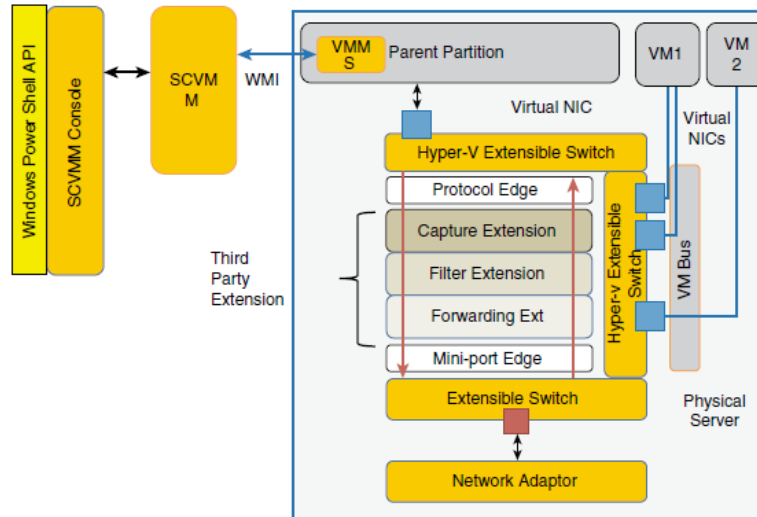 Windows Power Shell API
SCVMM Console
SCVM
M
WMI
VMM
S
Parent Partition
VM1
VM
2
Virtual NIC
Virtual
NICs
Hyper-V Extensible Switch
Protocol Edge
Capture Extension
Filter Extension
Forwarding Ext
Mini-port Edge
Third
Party
Extension
Hyper-v Extensible
Switch
VM Bus
Extensible Switch
Physical
Server
Network Adaptor